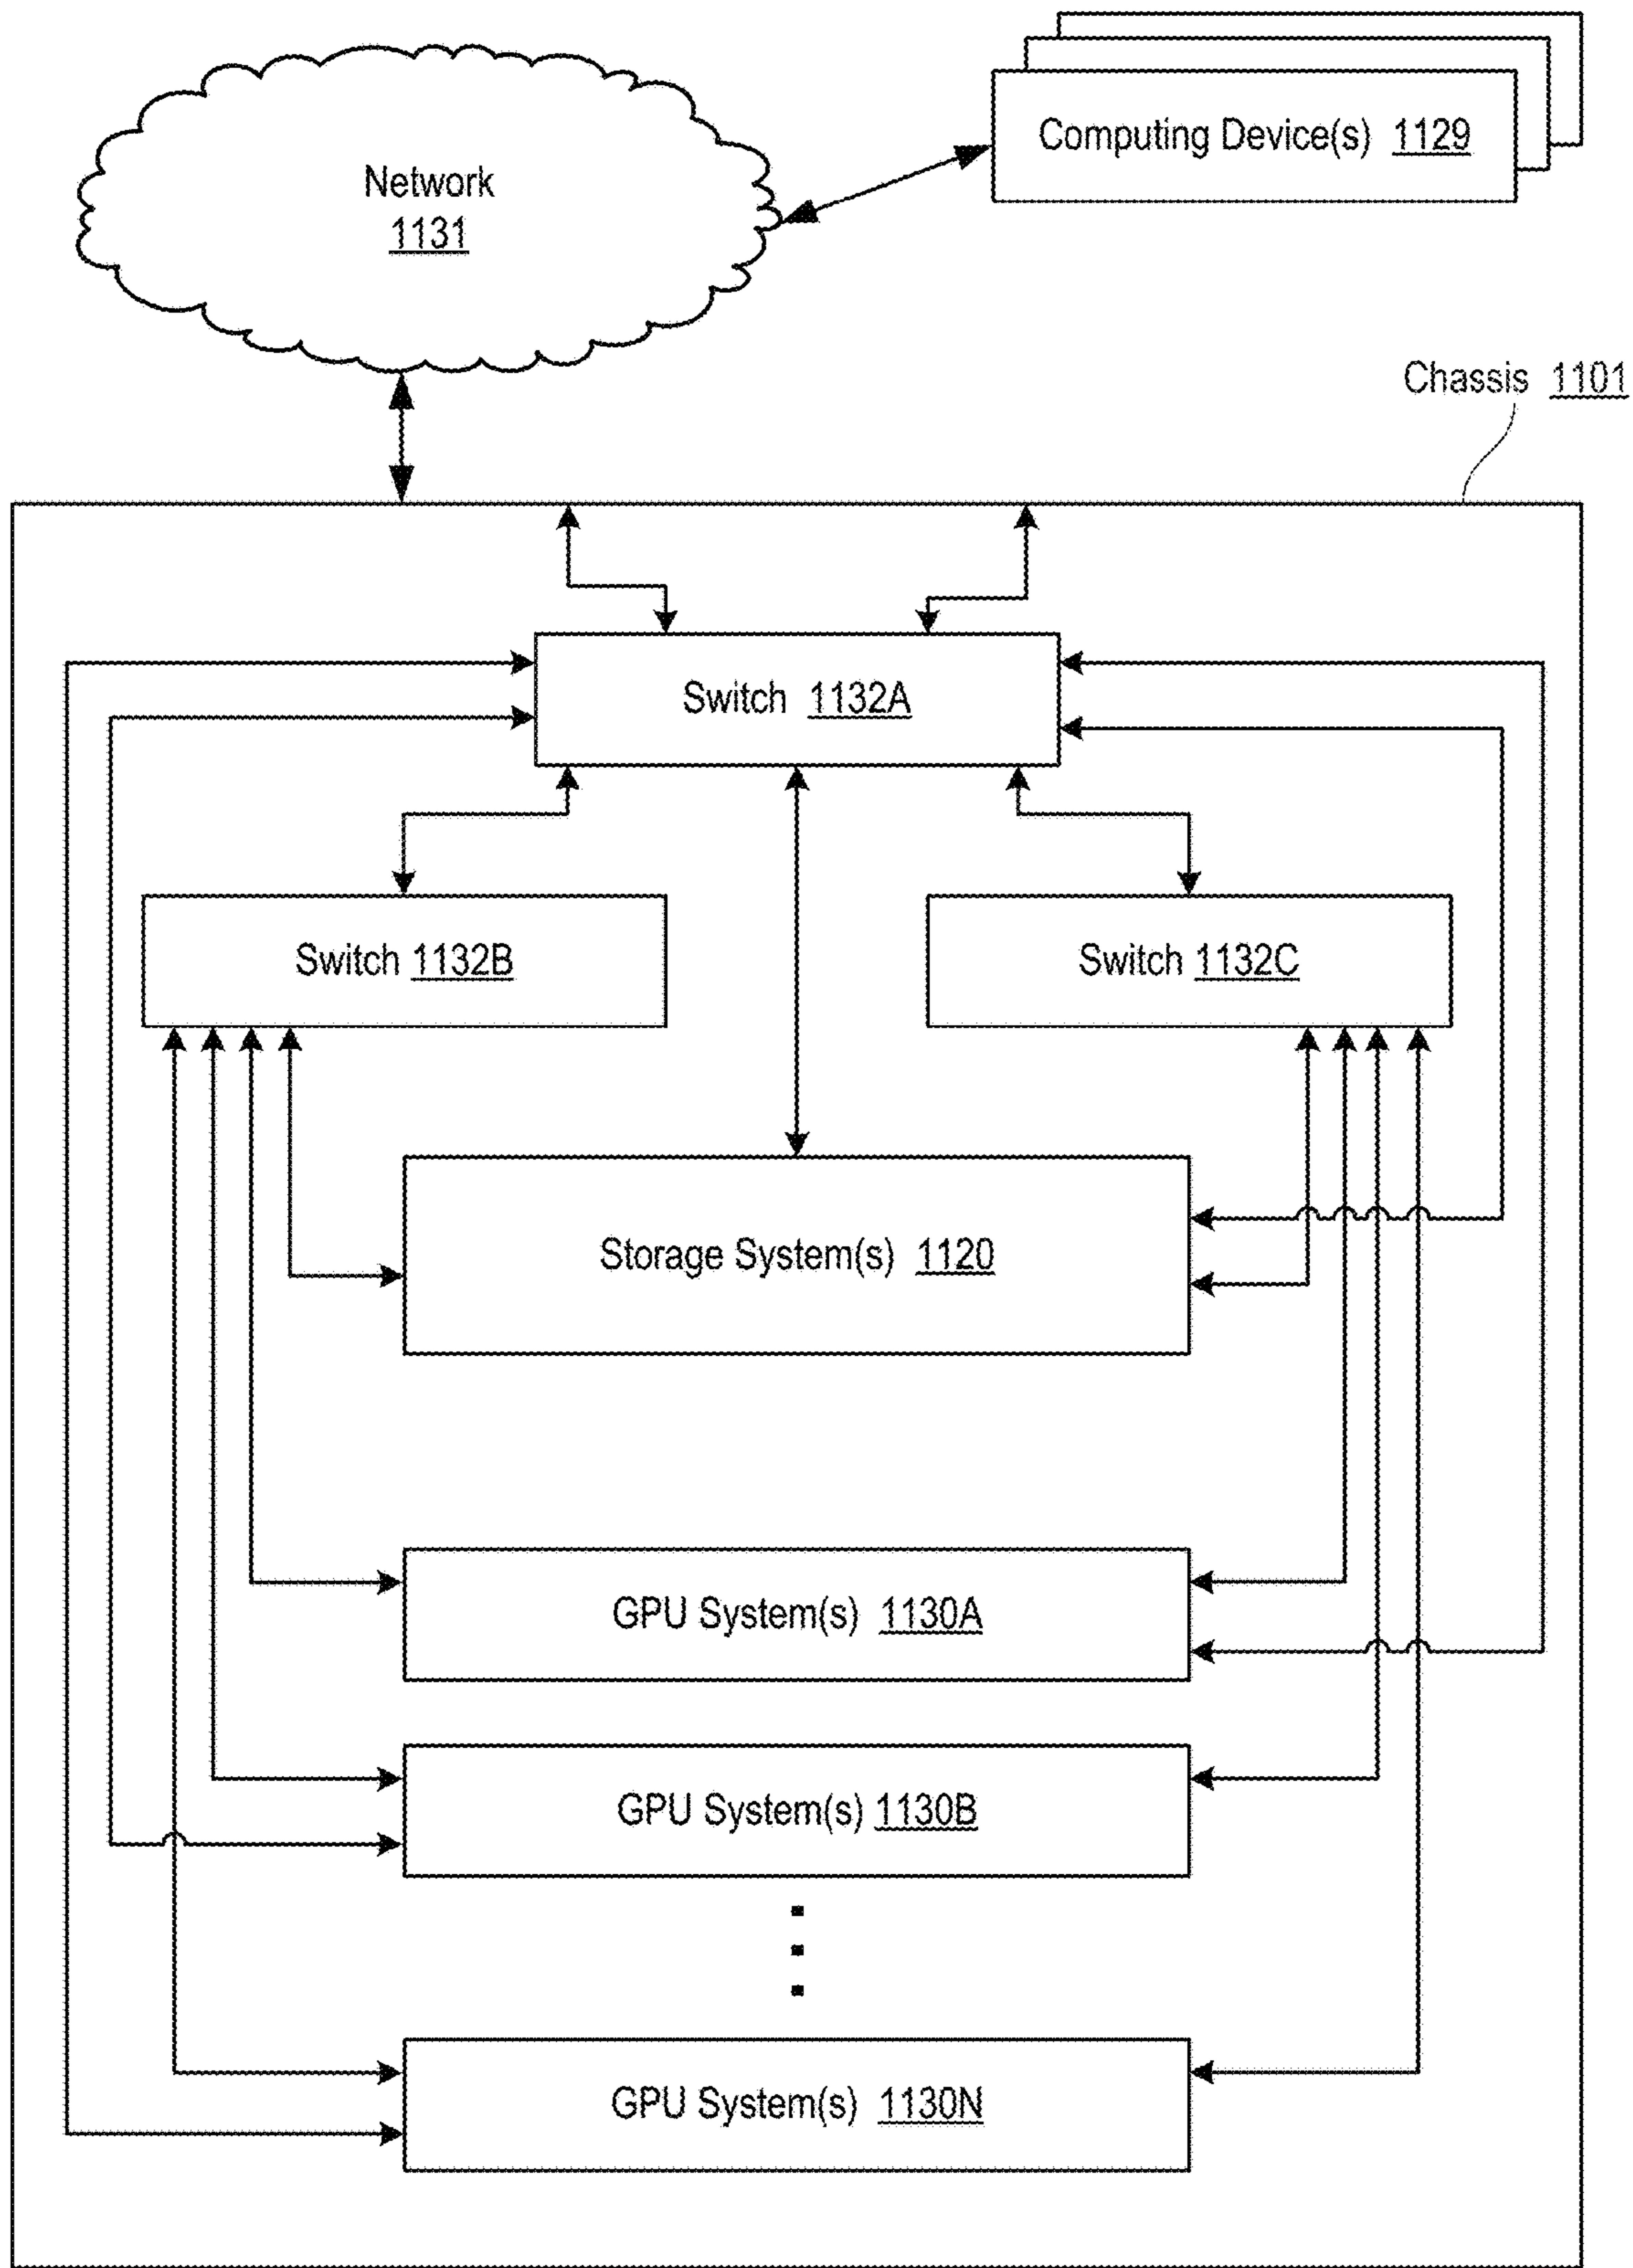 Computing Device(s) 1129
Network
1131
Chassis 1101
Switch 1132A
Switch 1132B
Switch 1132C
Storage System(s) 1120
GPU System(s) 1130A
GPU System(s) 1130B
GPU System(s) 1130N